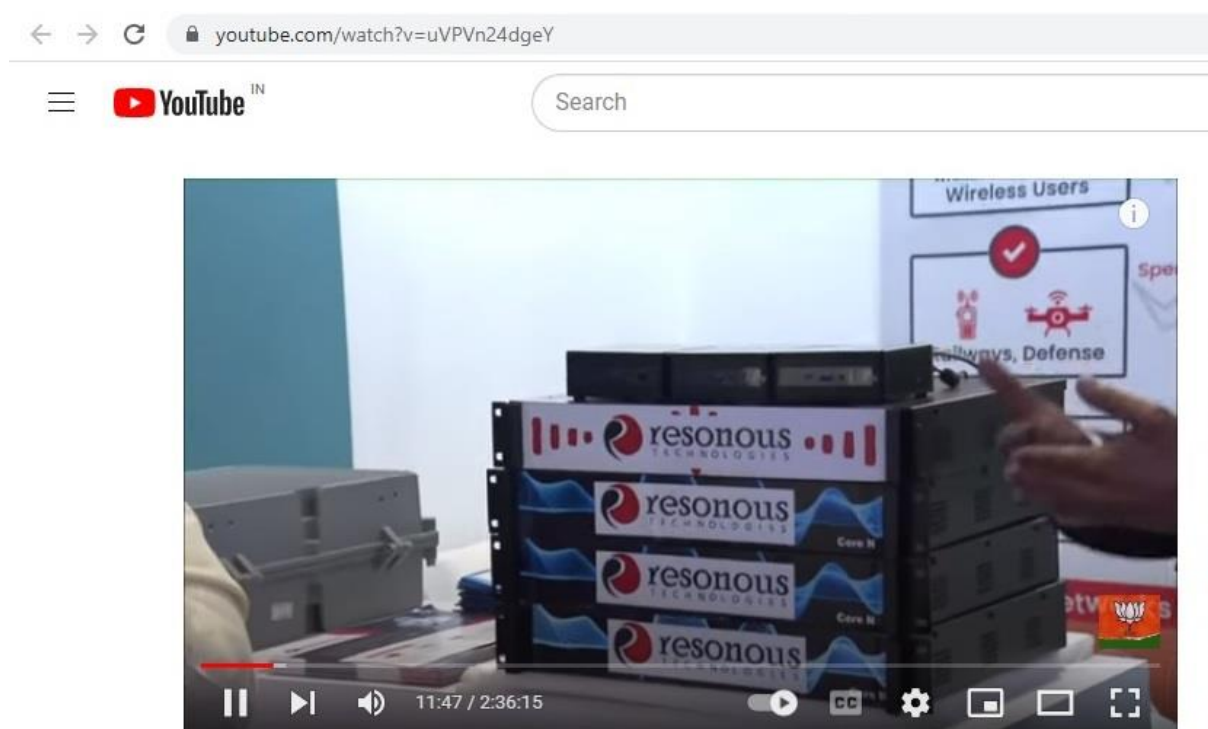 youtube.com/watch?v=uVPVn24dgeY
YouTube IN
Search
Wireless Users
Railways, Defense
resonous
TECHNOLOGIES
resonous
TECHNOLOGIES
Core N
resonous
TECHNOLOGIES
Core N
resonous
11:47 / 2:36:15
CC